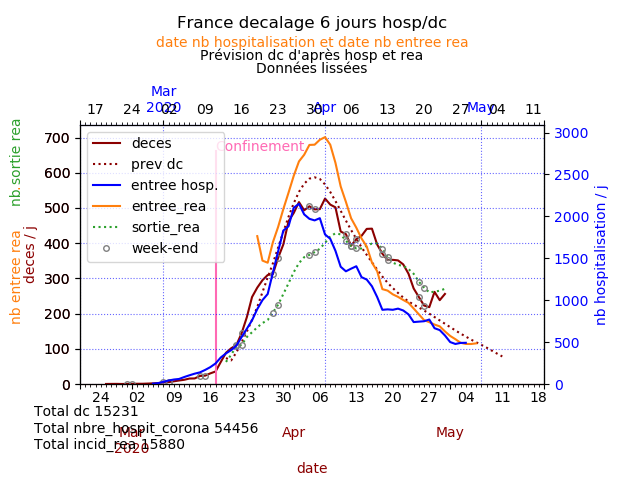 France decalage 6 jours hosp/dc
date nb hospitalisation et date nb entree rea
Prévision dc d'après hosp et rea
Données lissées
Mar
2020
Apr
May
17 24 02 09 16 23 30 06 13 20 27 04 11
700
600
500
400
300
200
100
0
3000
2500
2000
1500
1000
500
0
deces
prev dc
entree hosp.
entree_rea
sortie_rea
week-end
Confinement
nb sortie rea
nb entree rea
deces / j
nb hospitalisation / j
24 02 09 16 23 30 06 13 20 27 04 11 18
Total dc 15231
Total nbre_hospit_corona 54456
Total incid_rea 15880
Mar
2020
Apr
May
date